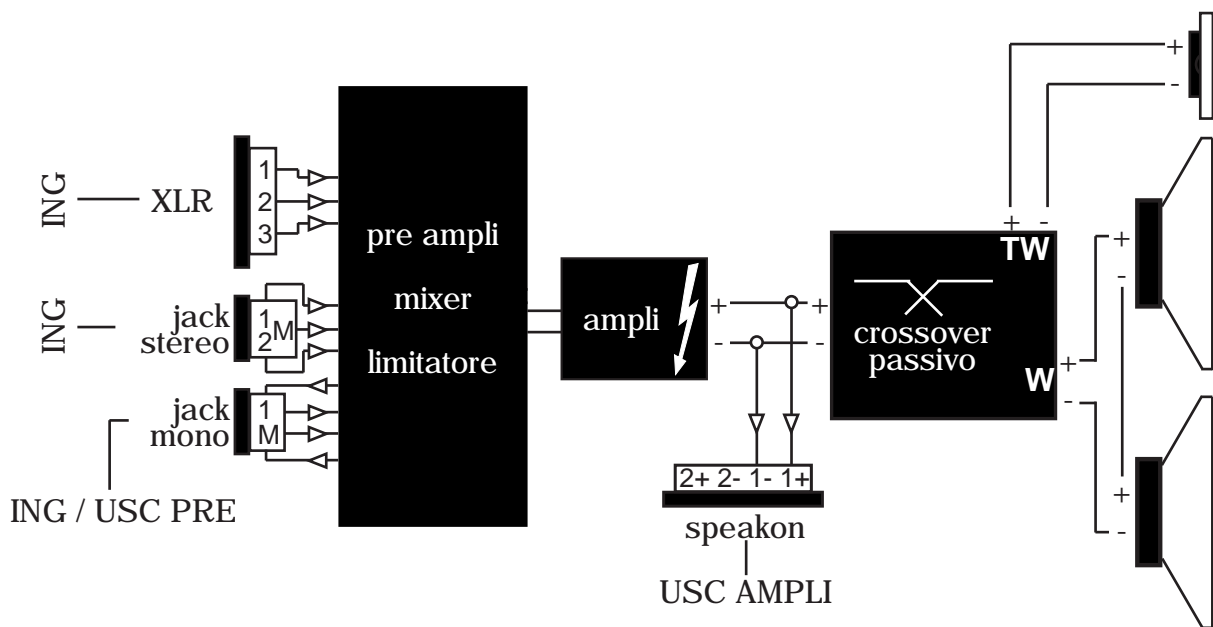 ING
XLR
1
2
3
ING
jack
stereo
1
2
M
jack
mono
1
M
ING / USC PRE
pre ampli
mixer
limitatore
ampli
+
-
+
-
2+ 2- 1- 1+
speakon
USC AMPLI
+ -
TW
crossover
passivo
W
+
-
+
-
+
-
+
-